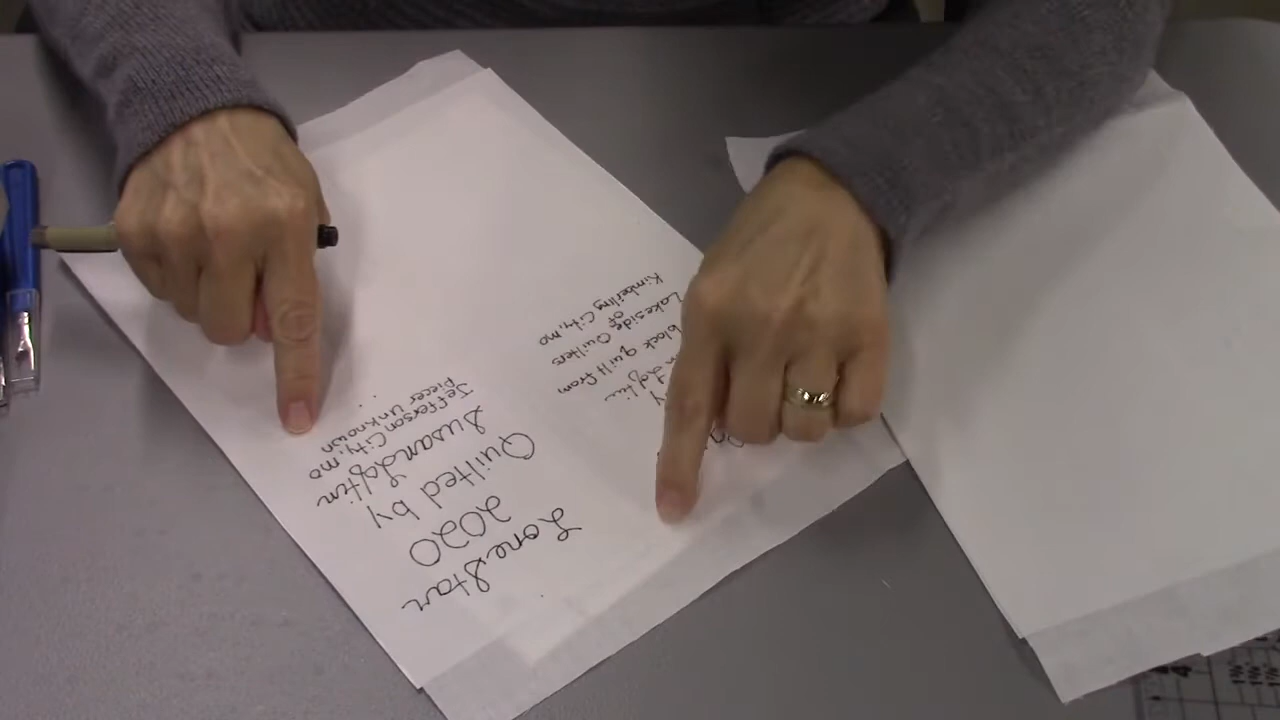 Lone Star
2020
Quilted by
Susan Loftin
Jefferson City, mo
Piecer Unknown
block quilt from
Lakeside Quilters
of
Kimberling City, mo